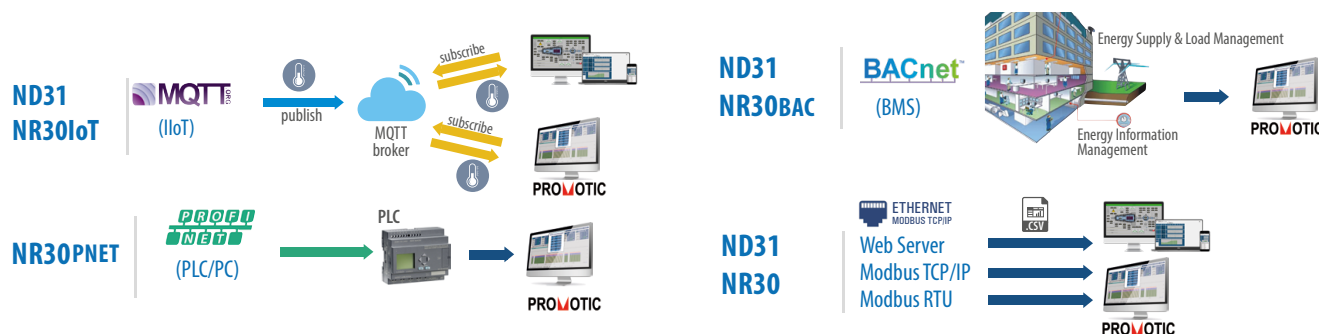 ND31
NR30IoT
MQTT
.ORG
(IIoT)
publish
MQTT
broker
subscribe
subscribe
PROMOTIC
NR30PNET
PROFI
NET
(PLC/PC)
PLC
PROMOTIC
ND31
NR30BAC
BACnet™
(BMS)
Energy Supply & Load Management
Energy Information
Management
PROMOTIC
ND31
NR30
ETHERNET
MODBUS TCP/IP
.CSV
Web Server
Modbus TCP/IP
Modbus RTU
PROMOTIC